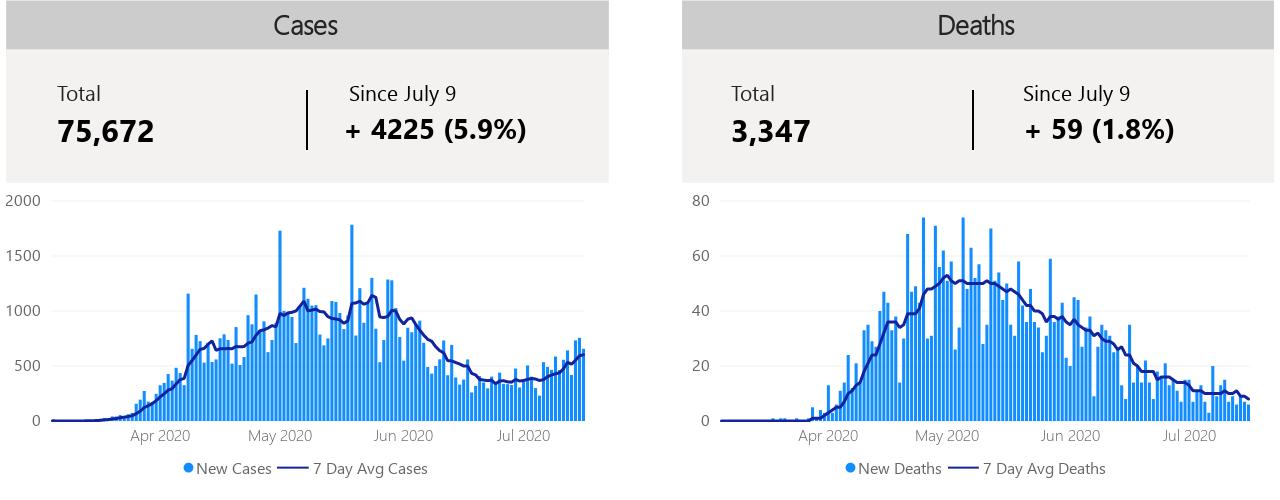 Cases
Total
Since July 9
75,672
+ 4225 (5.9%)
2000
1500
1000
500
0
Apr 2020 May 2020 Jun 2020 Jul 2020
New Cases 7 Day Avg Cases
Deaths
Total
Since July 9
3,347
+ 59 (1.8%)
80
60
40
20
0
Apr 2020 May 2020 Jun 2020 Jul 2020
New Deaths 7 Day Avg Deaths